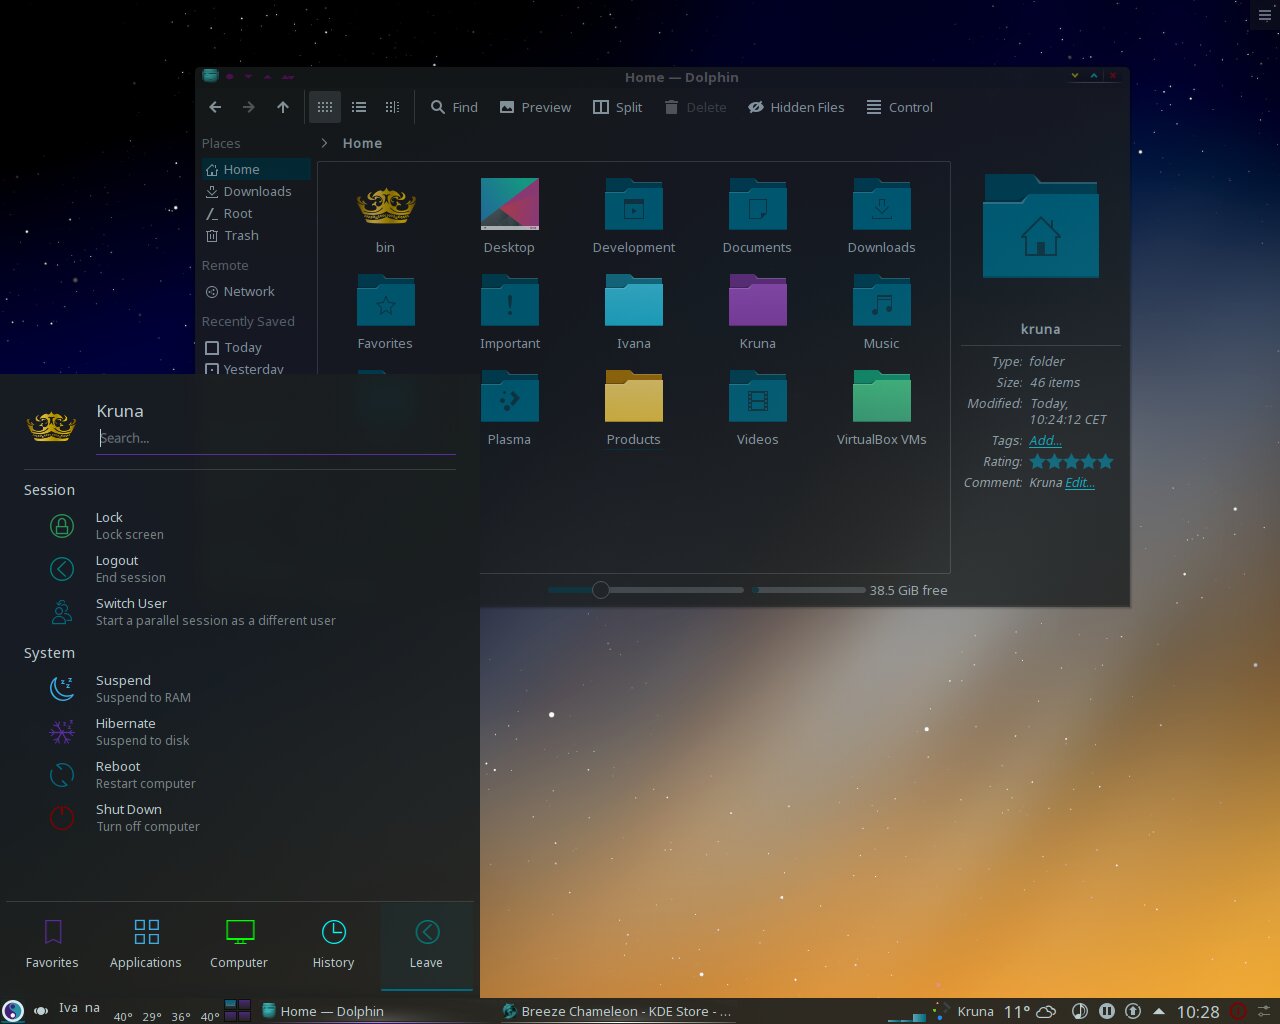 Home — Dolphin
Find Preview Split Delete Hidden Files Control
Places
Home
Downloads
Root
Trash
Remote
Network
Recently Saved
Today
Yesterday
Home
bin Desktop Development Documents Downloads
Favorites Important Ivana Kruna Music
Plasma Products Videos VirtualBox VMs
38.5 GiB free
kruna
Type: folder
Size: 46 items
Modified: Today,
10:24:12 CET
Tags: Add...
Rating:
Comment: Kruna Edit...
Kruna
Search...
Session
Lock
Lock screen
Logout
End session
Switch User
Start a parallel session as a different user
System
Suspend
Suspend to RAM
Hibernate
Suspend to disk
Reboot
Restart computer
Shut Down
Turn off computer
Favorites Applications Computer History Leave
Iva na 40° 29° 36° 40° Home — Dolphin Breeze Chameleon - KDE Store - ... Kruna 11° 10:28